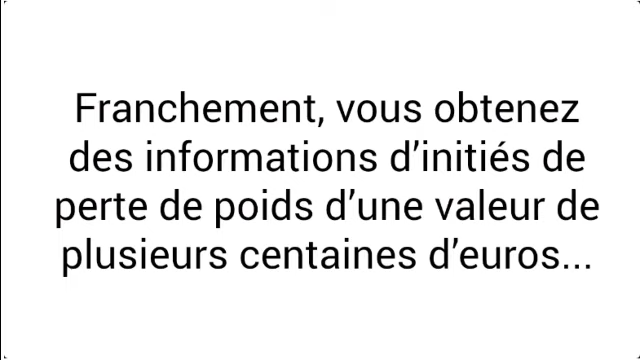 Franchement, vous obtenez
des informations d’initiés de
perte de poids d’une valeur de
plusieurs centaines d’euros...